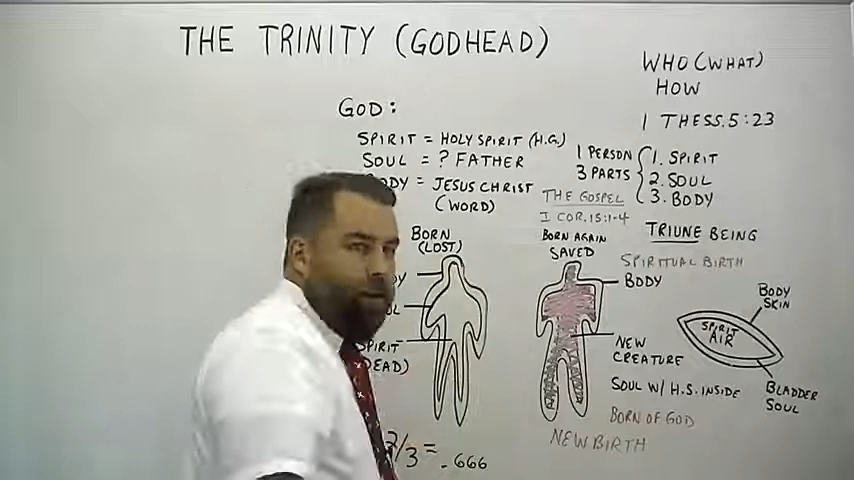 THE TRINITY (GODHEAD)
WHO (WHAT)
HOW
1 THESS. 5:23
GOD:
SPIRIT = HOLY SPIRIT (H.G.)
SOUL = ? FATHER
BODY = JESUS CHRIST
(WORD)
1 PERSON
3 PARTS
1. SPIRIT
2. SOUL
3. BODY
THE GOSPEL
I COR. 15:1-4
TRIUNE BEING
BORN
(LOST)
BORN AGAIN
SAVED
SPIRITUAL BIRTH
BODY
SPIRIT
NEW
CREATURE
SOUL W/ H.S. INSIDE
BORN OF GOD
NEW BIRTH
BODY
SKIN
SPIRIT
AIR
BLADDER
SOUL
2/3 = .666